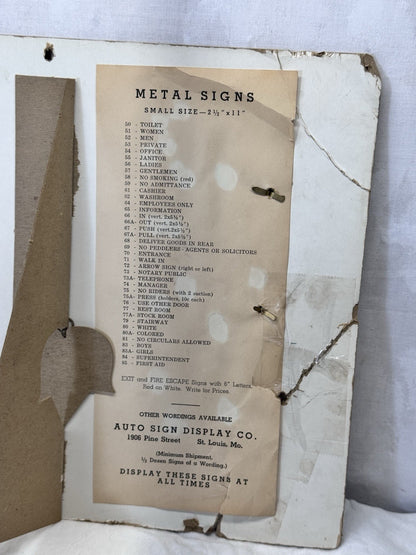 METAL SIGNS
SMALL SIZE—2½"x11"
50 - TOILET
51 - WOMEN
52 - MEN
53 - PRIVATE
54 - OFFICE
55 - JANITOR
56 - LADIES
57 - GENTLEMEN
58 - NO SMOKING (red)
59 - NO ADMITTANCE
61 - CASHIER
62 - WASHROOM
64 - EMPLOYEES ONLY
65 - INFORMATION
66 - IN (vert. 2x5½")
66A- OUT (vert. 2x5½")
67 - PUSH (vert. 2x5½")
67A- PULL (vert. 2x5½")
68 - DELIVER GOODS IN REAR
69 - NO PEDDLERS - AGENTS OR SOLICITORS
70 - ENTRANCE
71 - WALK IN
72 - ARROW SIGN (right or left)
73 - NOTARY PUBLIC
73A- TELEPHONE
74 - MANAGER
75 - NO RIDERS (with 2 suction)
75A- PRESS (holders, 10c each)
76 - USE OTHER DOOR
77 - REST ROOM
77A- STOCK ROOM
79 - STAIRWAY
80 - WHITE
80A- COLORED
81 - NO CIRCULARS ALLOWED
83 - BOYS
83A- GIRLS
84 - SUPERINTENDENT
85 - FIRST AID
EXIT and FIRE ESCAPE Signs with 6" Letters,
Red on White. Write for Prices.
OTHER WORDINGS AVAILABLE
AUTO SIGN DISPLAY CO.
1906 Pine Street St. Louis, Mo.
(Minimum Shipment,
½ Dozen Signs of a Wording.)
DISPLAY THESE SIGNS AT
ALL TIMES